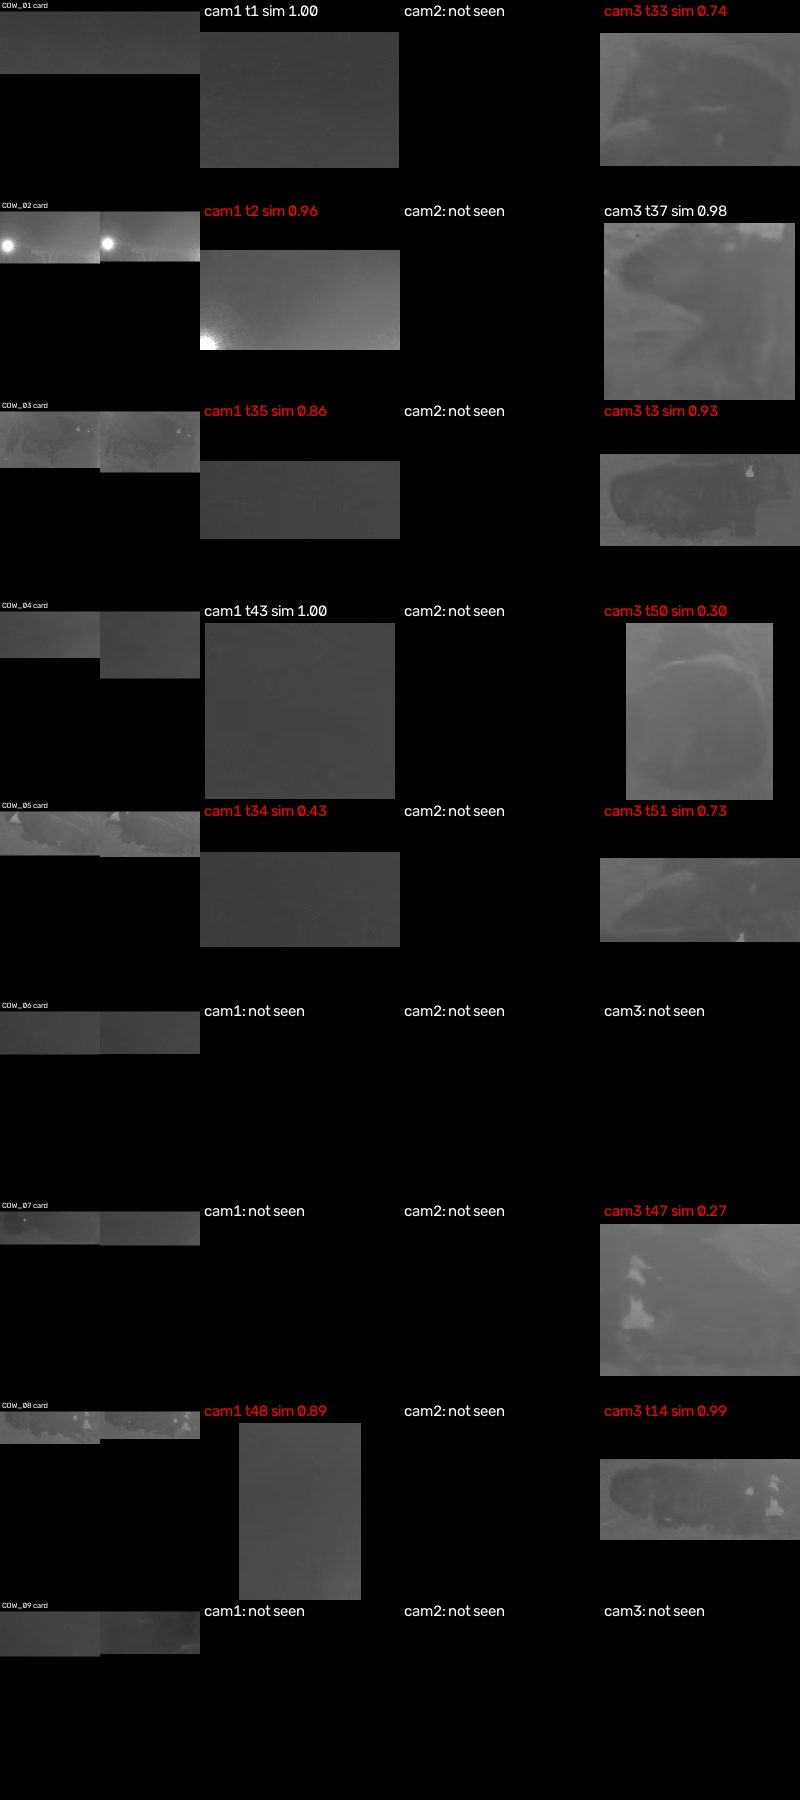 COW_01 card
cam1 t1 sim 1.00
cam2: not seen
cam3 t33 sim 0.74
COW_02 card
cam1 t2 sim 0.96
cam2: not seen
cam3 t37 sim 0.98
COW_03 card
cam1 t35 sim 0.86
cam2: not seen
cam3 t3 sim 0.93
COW_04 card
cam1 t43 sim 1.00
cam2: not seen
cam3 t50 sim 0.30
COW_05 card
cam1 t34 sim 0.43
cam2: not seen
cam3 t51 sim 0.73
COW_06 card
cam1: not seen
cam2: not seen
cam3: not seen
COW_07 card
cam1: not seen
cam2: not seen
cam3 t47 sim 0.27
COW_08 card
cam1 t48 sim 0.89
cam2: not seen
cam3 t14 sim 0.99
COW_09 card
cam1: not seen
cam2: not seen
cam3: not seen